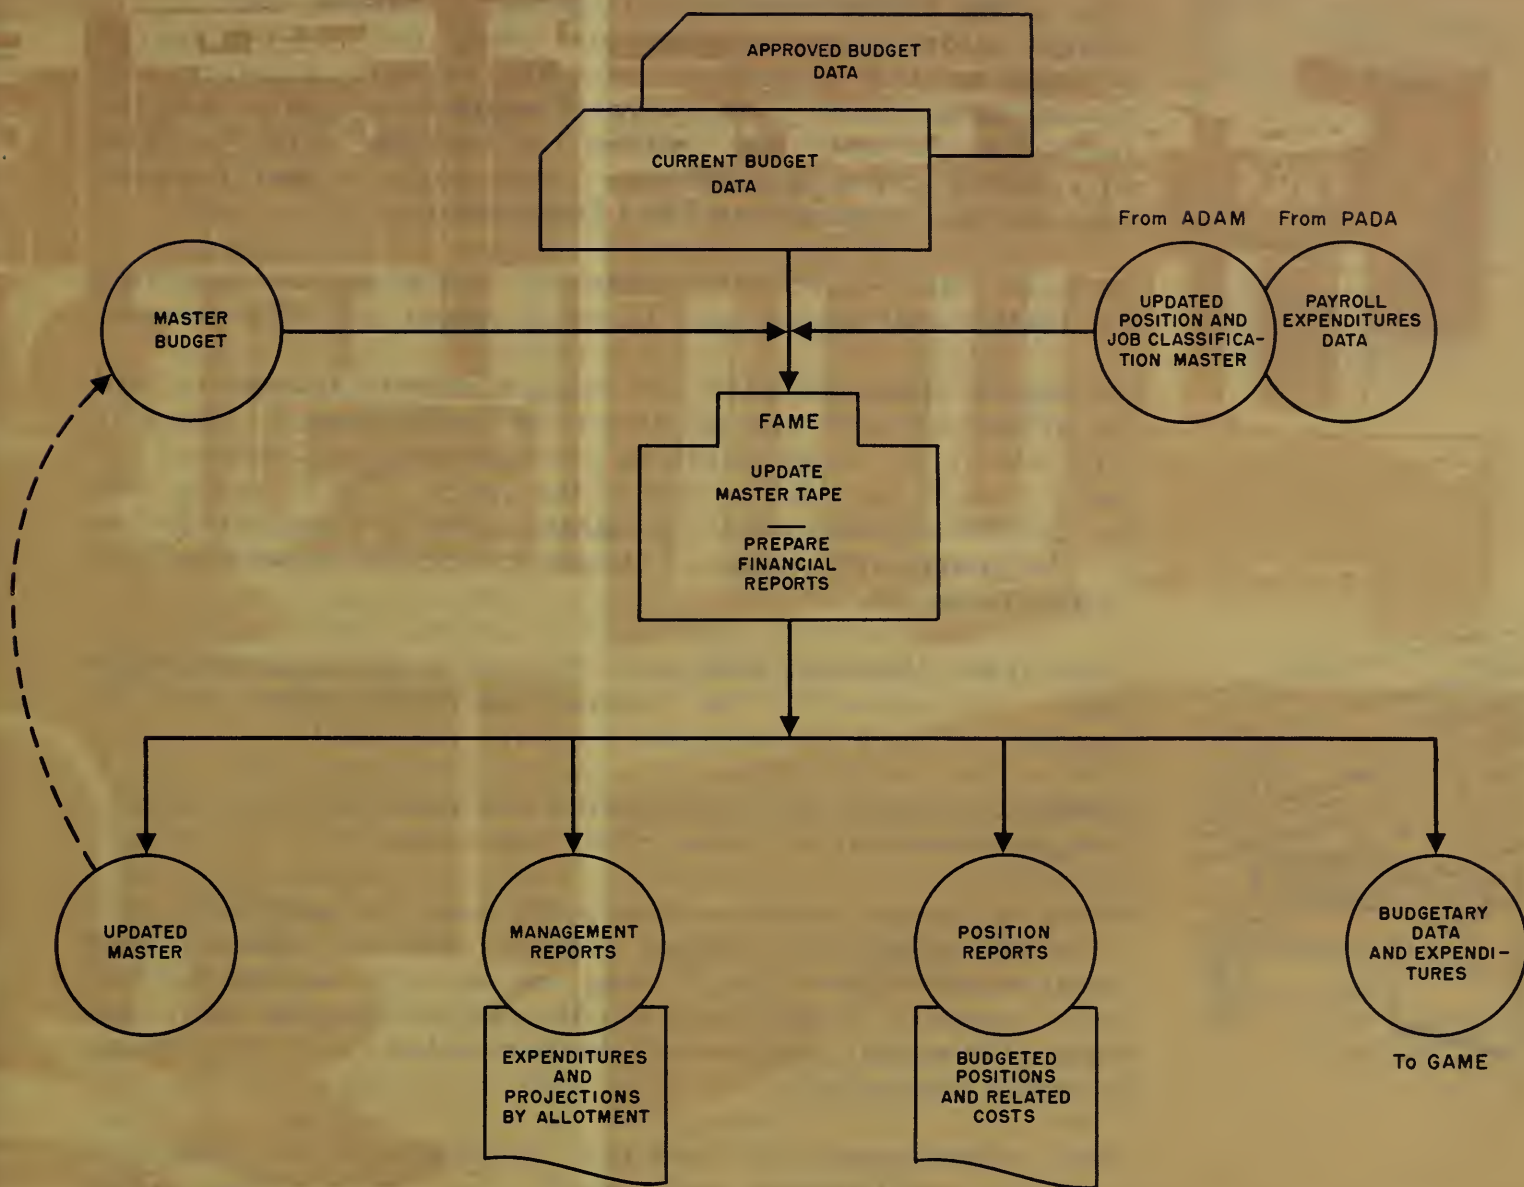 APPROVED BUDGET
DATA
CURRENT BUDGET
DATA
From ADAM
From PADA
MASTER
BUDGET
UPDATED
POSITION AND
JOB CLASSIFICA-
TION MASTER
PAYROLL
EXPENDITURES
DATA
FAME
UPDATE
MASTER TAPE
PREPARE
FINANCIAL
REPORTS
UPDATED
MASTER
MANAGEMENT
REPORTS
EXPENDITURES
AND
PROJECTIONS
BY ALLOTMENT
POSITION
REPORTS
BUDGETED
POSITIONS
AND RELATED
COSTS
BUDGETARY
DATA
AND EXPENDI-
TURES
To GAME